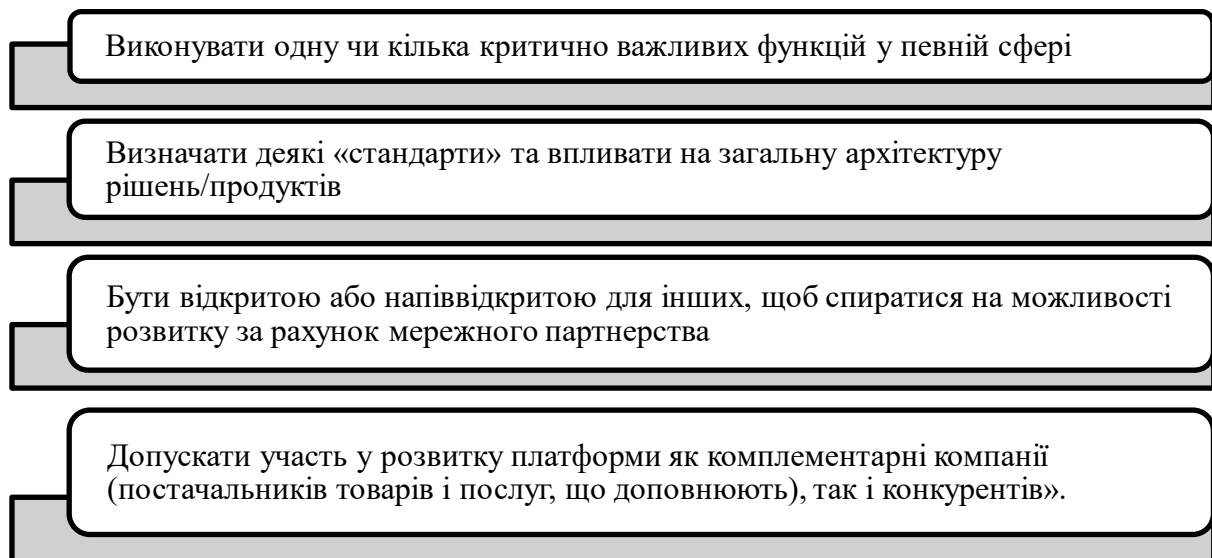 Виконувати одну чи кілька критично важливих функцій у певній сфері
Визначати деякі «стандарти» та впливати на загальну архітектуру
рішень/продуктів
Бути відкритою або напіввідкритою для інших, щоб спиратися на можливості
розвитку за рахунок мережного партнерства
Допускати участь у розвитку платформи як комплементарні компанії
(постачальників товарів і послуг, що доповнюють), так і конкурентів».